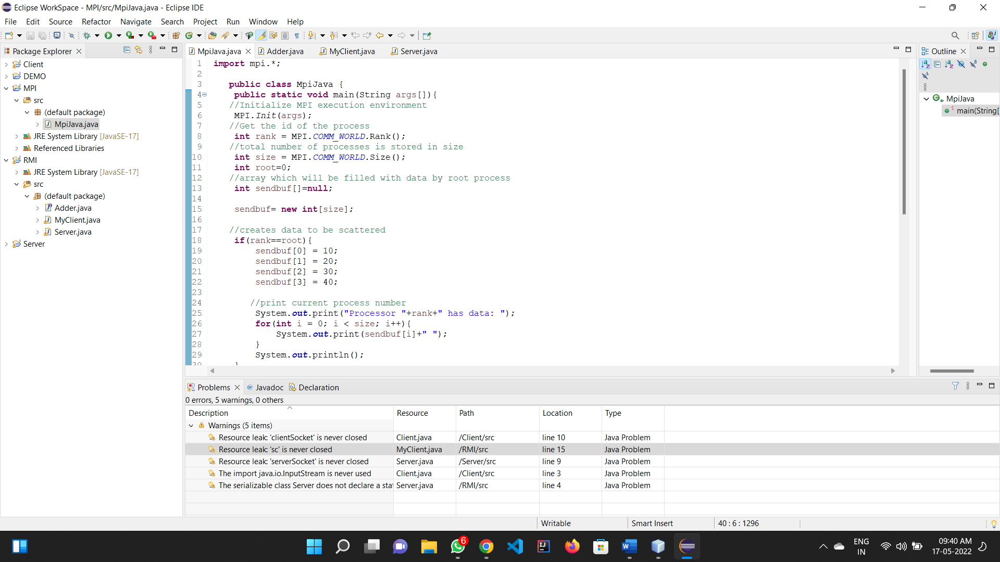 Eclipse WorkSpace - MPI/src/MpiJava.java - Eclipse IDE
File Edit Source Refactor Navigate Search Project Run Window Help
Package Explorer
Client
DEMO
MPI
src
(default package)
MpiJava.java
JRE System Library [JavaSE-17]
Referenced Libraries
RMI
JRE System Library [JavaSE-17]
src
(default package)
Adder.java
MyClient.java
Server.java
Server
MpiJava.java Adder.java MyClient.java Server.java
1 import mpi.*;
2
3 public class MpiJava {
4 public static void main(String args[]){
5 //Initialize MPI execution environment
6 MPI.Init(args);
7 //Get the id of the process
8 int rank = MPI.COMM_WORLD.Rank();
9 //total number of processes is stored in size
10 int size = MPI.COMM_WORLD.Size();
11 int root=0;
12 //array which will be filled with data by root process
13 int sendbuf[]=null;
14
15 sendbuf= new int[size];
16
17 //creates data to be scattered
18 if(rank==root){
19 sendbuf[0] = 10;
20 sendbuf[1] = 20;
21 sendbuf[2] = 30;
22 sendbuf[3] = 40;
23
24 //print current process number
25 System.out.print("Processor "+rank+" has data: ");
26 for(int i = 0; i < size; i++){
27 System.out.print(sendbuf[i]+" ");
28 }
29 System.out.println();
30 }
Outline
MpiJava
main(String[
Problems Javadoc Declaration
0 errors, 5 warnings, 0 others
Description Resource Path Location Type
Warnings (5 items)
Resource leak: 'clientSocket' is never closed Client.java /Client/src line 10 Java Problem
Resource leak: 'sc' is never closed MyClient.java /RMI/src line 15 Java Problem
Resource leak: 'serverSocket' is never closed Server.java /Server/src line 9 Java Problem
The import java.io.InputStream is never used Client.java /Client/src line 3 Java Problem
The serializable class Server does not declare a stat Server.java /RMI/src line 4 Java Problem
Writable Smart Insert 40 : 6 : 1296
6
ENG
IN
09:40 AM
17-05-2022